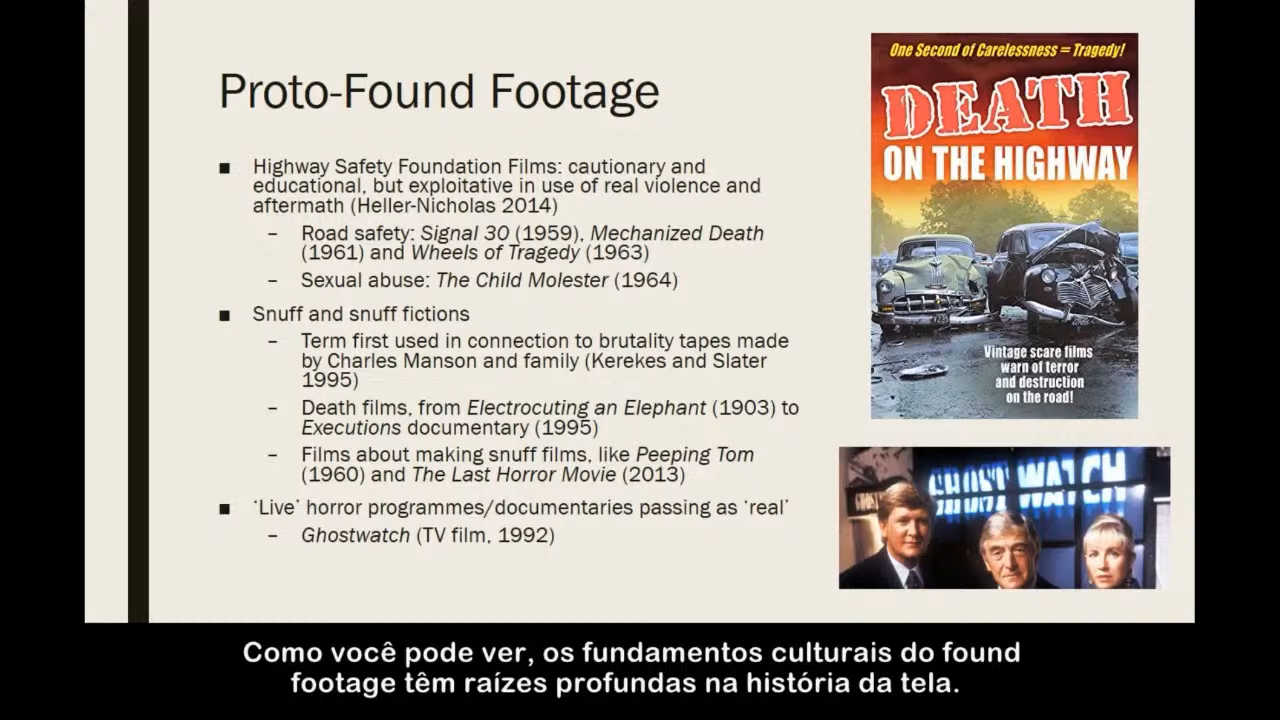 Proto-Found Footage
■ Highway Safety Foundation Films: cautionary and
educational, but exploitative in use of real violence and
aftermath (Heller-Nicholas 2014)
– Road safety: Signal 30 (1959), Mechanized Death
(1961) and Wheels of Tragedy (1963)
– Sexual abuse: The Child Molester (1964)
■ Snuff and snuff fictions
– Term first used in connection to brutality tapes made
by Charles Manson and family (Kerekes and Slater
1995)
– Death films, from Electrocuting an Elephant (1903) to
Executions documentary (1995)
– Films about making snuff films, like Peeping Tom
(1960) and The Last Horror Movie (2013)
■ ‘Live’ horror programmes/documentaries passing as ‘real’
– Ghostwatch (TV film, 1992)
One Second of Carelessness = Tragedy!
DEATH
ON THE HIGHWAY
Vintage scare films
warn of terror
and destruction
on the road!
GHOST WATCH
Como você pode ver, os fundamentos culturais do found
footage têm raízes profundas na história da tela.